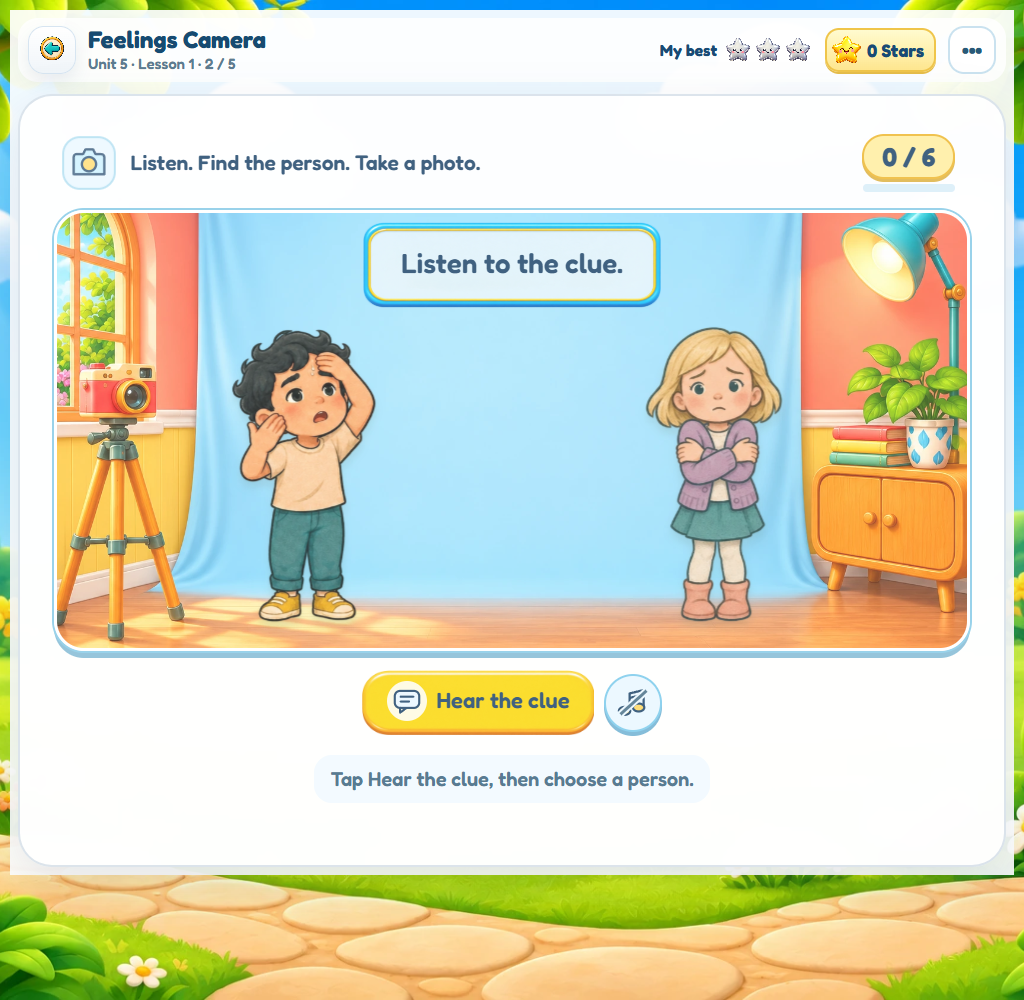 Feelings Camera
Unit 5 · Lesson 1 · 2 / 5
My best
0 Stars
Listen. Find the person. Take a photo.
0 / 6
Listen to the clue.
Hear the clue
Tap Hear the clue, then choose a person.